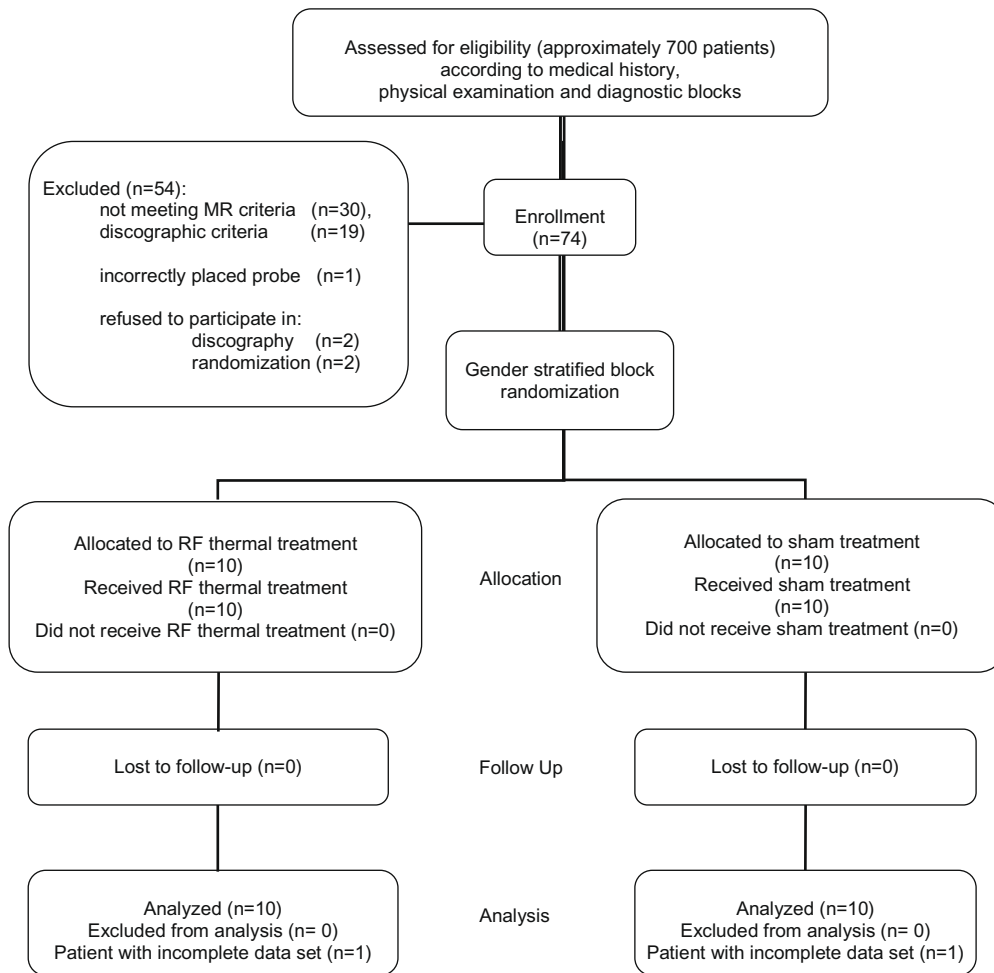 Assessed for eligibility (approximately 700 patients)
according to medical history,
physical examination and diagnostic blocks
Excluded (n=54):
not meeting MR criteria (n=30),
discographic criteria (n=19)
incorrectly placed probe (n=1)
refused to participate in:
discography (n=2)
randomization (n=2)
Enrollment
(n=74)
Gender stratified block
randomization
Allocated to RF thermal treatment
(n=10)
Received RF thermal treatment
(n=10)
Did not receive RF thermal treatment (n=0)
Allocation
Allocated to sham treatment
(n=10)
Received sham treatment
(n=10)
Did not receive sham treatment (n=0)
Lost to follow-up (n=0)
Follow Up
Lost to follow-up (n=0)
Analyzed (n=10)
Excluded from analysis (n= 0)
Patient with incomplete data set (n=1)
Analysis
Analyzed (n=10)
Excluded from analysis (n= 0)
Patient with incomplete data set (n=1)